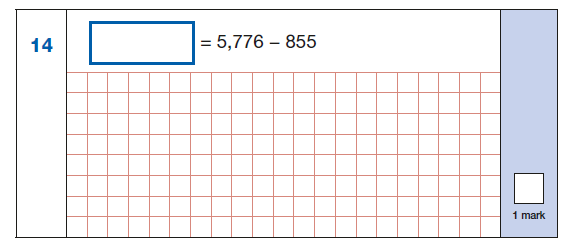 14
= 5,776 – 855
1 mark